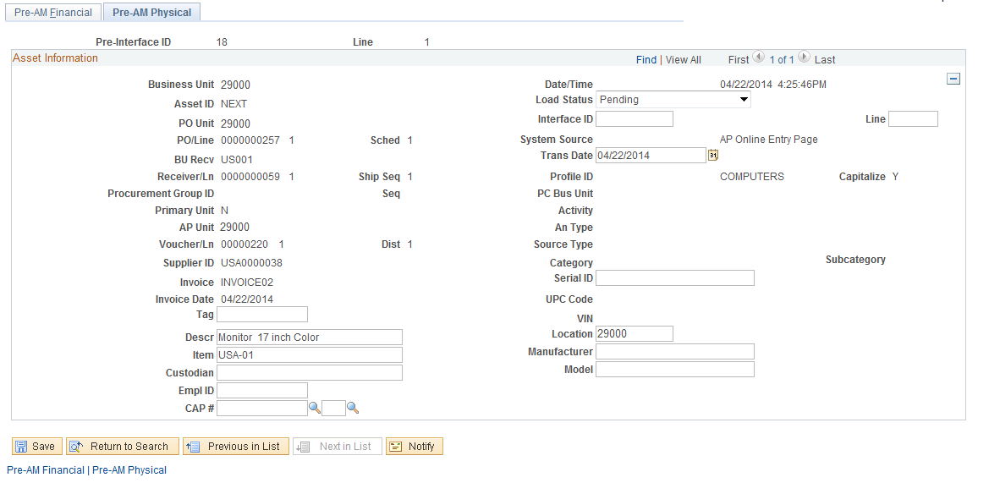 Pre-AM Financial Pre-AM Physical
Pre-Interface ID 18 Line 1
Asset Information Find | View All First 1 of 1 Last
Business Unit 29000 Date/Time 04/22/2014 4:25:46PM
Asset ID NEXT Load Status Pending
PO Unit 29000 Interface ID Line
PO/Line 0000000257 1 Sched 1 System Source AP Online Entry Page
BU Recv US001 Trans Date 04/22/2014 31
Receiver/Ln 0000000059 1 Ship Seq 1 Profile ID COMPUTERS Capitalize Y
Procurement Group ID Seq PC Bus Unit
Primary Unit N Activity
AP Unit 29000 An Type
Voucher/Ln 00000220 1 Dist 1 Source Type
Supplier ID USA0000038 Category Subcategory
Invoice INVOICE02 Serial ID
Invoice Date 04/22/2014 UPC Code
Tag VIN
Descr Monitor 17 inch Color Location 29000
Item USA-01 Manufacturer
Custodian Model
Empl ID
CAP #
Save Return to Search Previous in List Next in List Notify
Pre-AM Financial | Pre-AM Physical